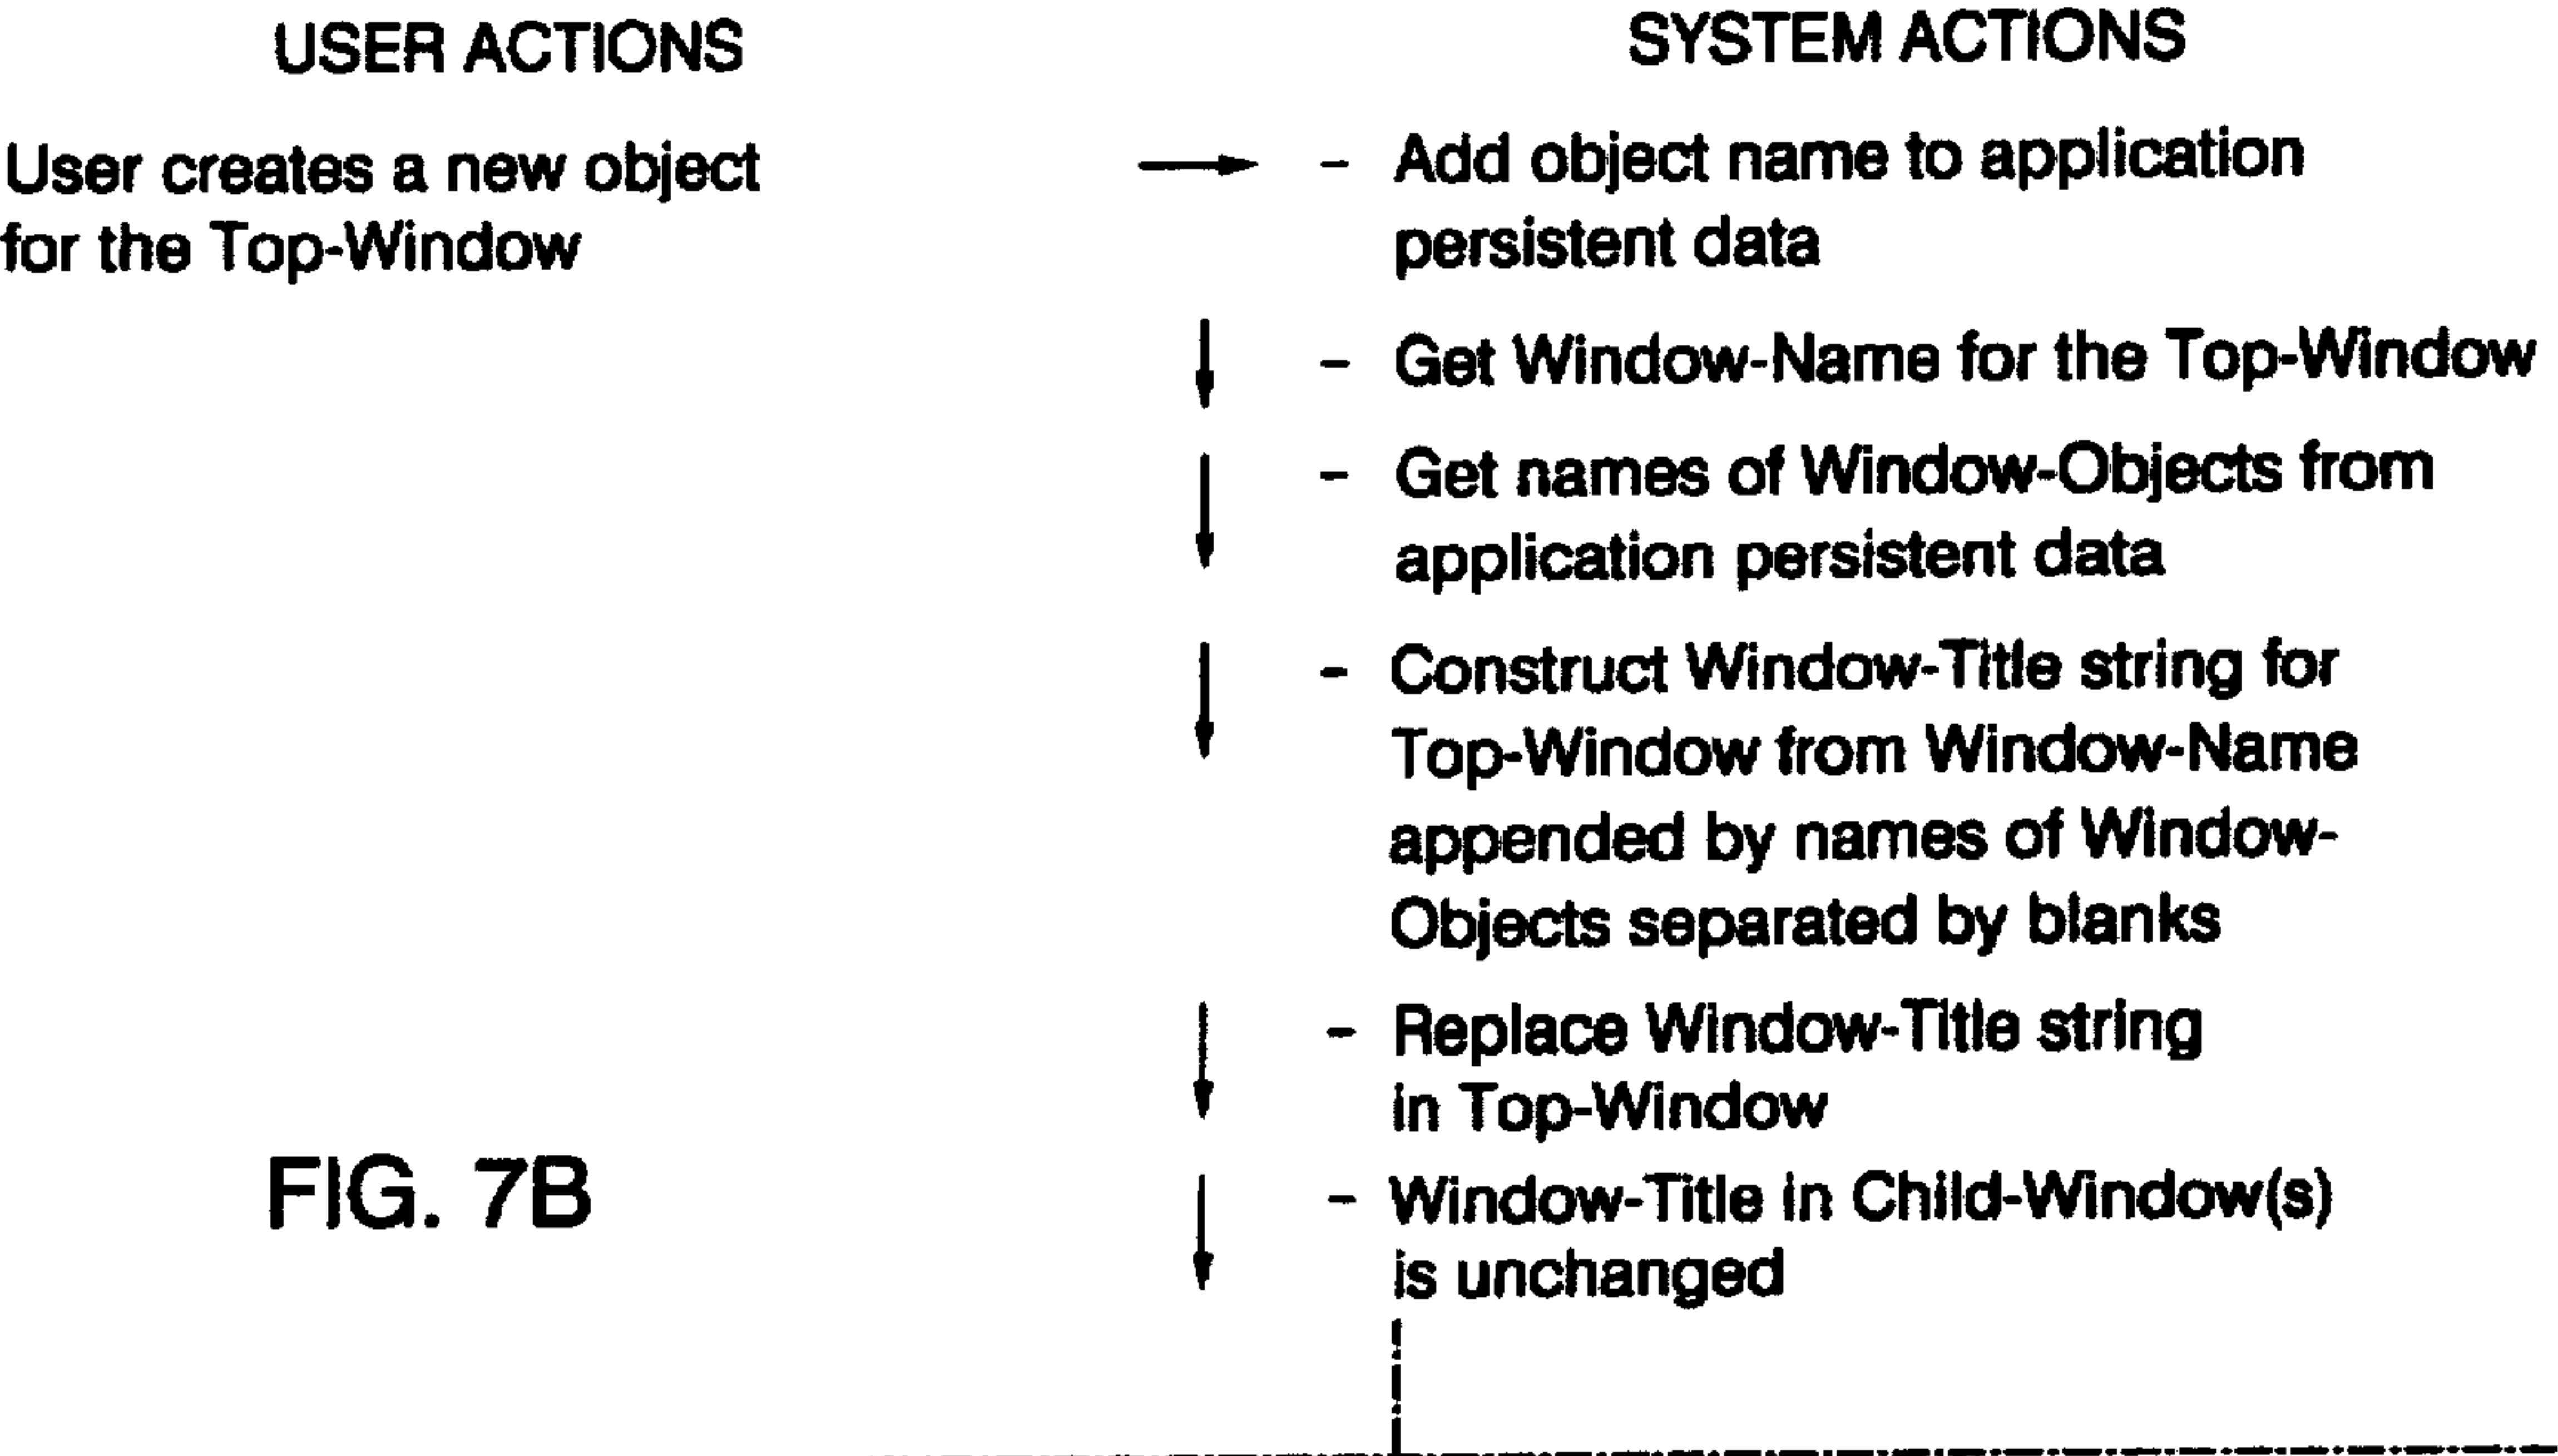 USER ACTIONS
SYSTEM ACTIONS
User creates a new object
for the Top-Window
- Add object name to application
persistent data
- Get Window-Name for the Top-Window
- Get names of Window-Objects from
application persistent data
- Construct Window-Title string for
Top-Window from Window-Name
appended by names of Window-
Objects separated by blanks
- Replace Window-Title string
in Top-Window
- Window-Title in Child-Window(s)
is unchanged
FIG. 7B